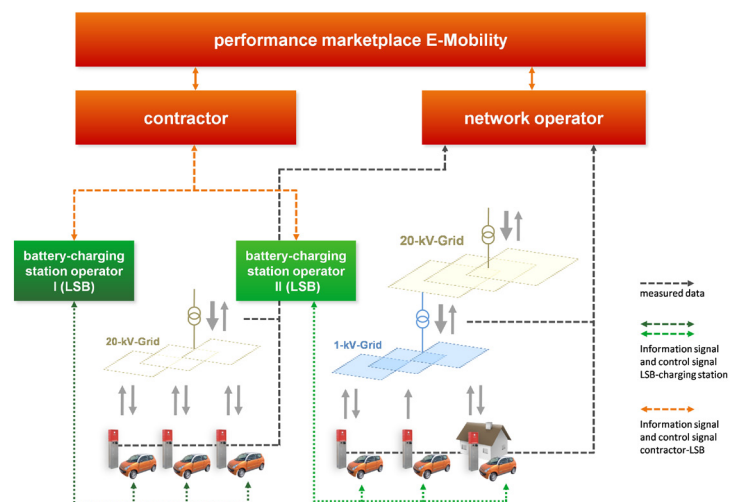 performance marketplace E-Mobility
contractor
network operator
battery-charging
station operator
I (LSB)
battery-charging
station operator
II (LSB)
20-kV-Grid
20-kV-Grid
1-kV-Grid
measured data
Information signal
and control signal
LSB-charging station
Information signal
and control signal
contractor-LSB